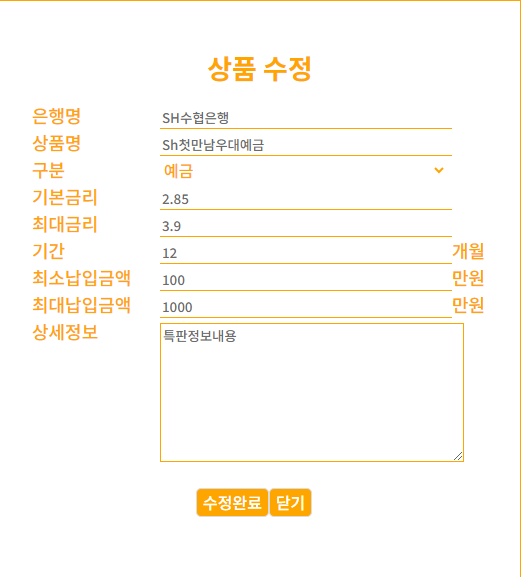 상품 수정
은행명 SH수협은행
상품명 Sh첫만남우대예금
구분 예금
기본금리 2.85
최대금리 3.9
기간 12 개월
최소납입금액 100 만원
최대납입금액 1000 만원
상세정보 특판정보내용
수정완료 닫기